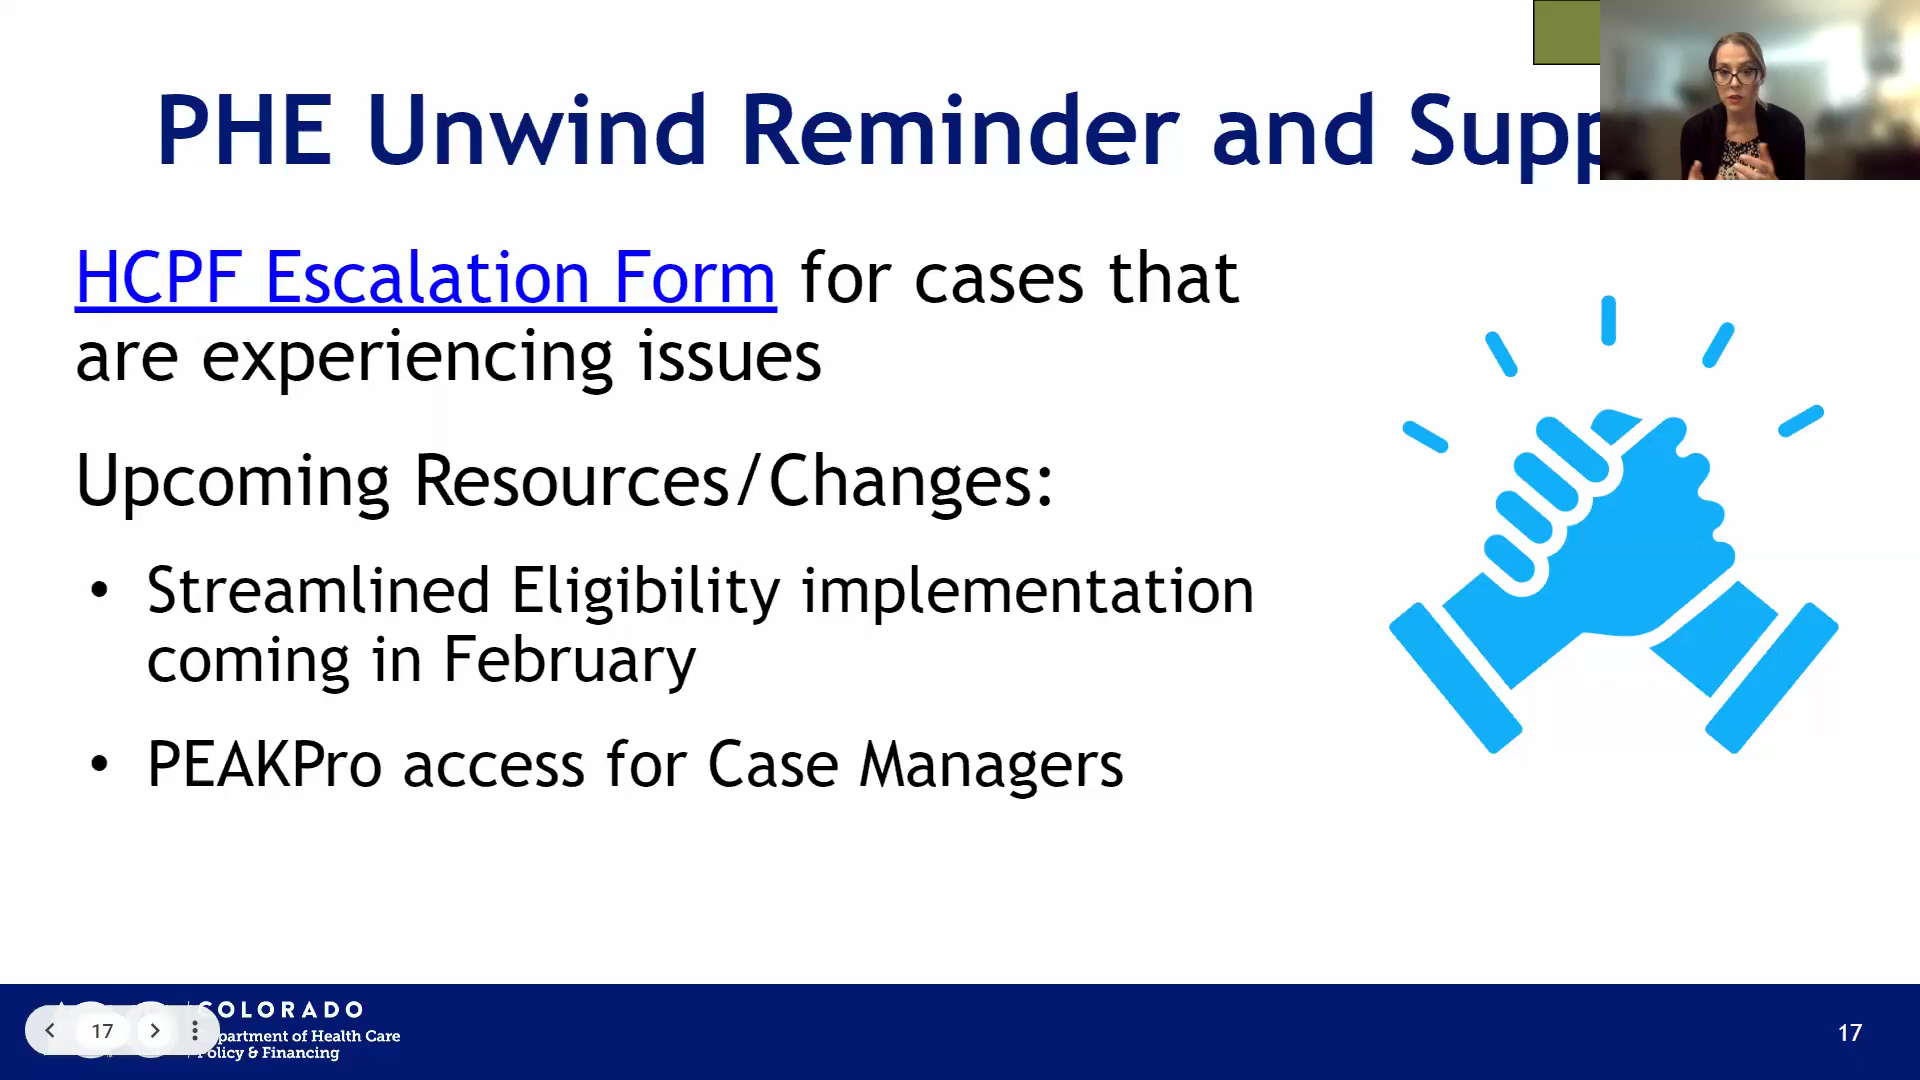 PHE Unwind Reminder and Supp
HCPF Escalation Form for cases that
are experiencing issues
Upcoming Resources/Changes:
• Streamlined Eligibility implementation
coming in February
• PEAKPro access for Case Managers
COLORADO
partment of Health Care
Policy & Financing
17
17